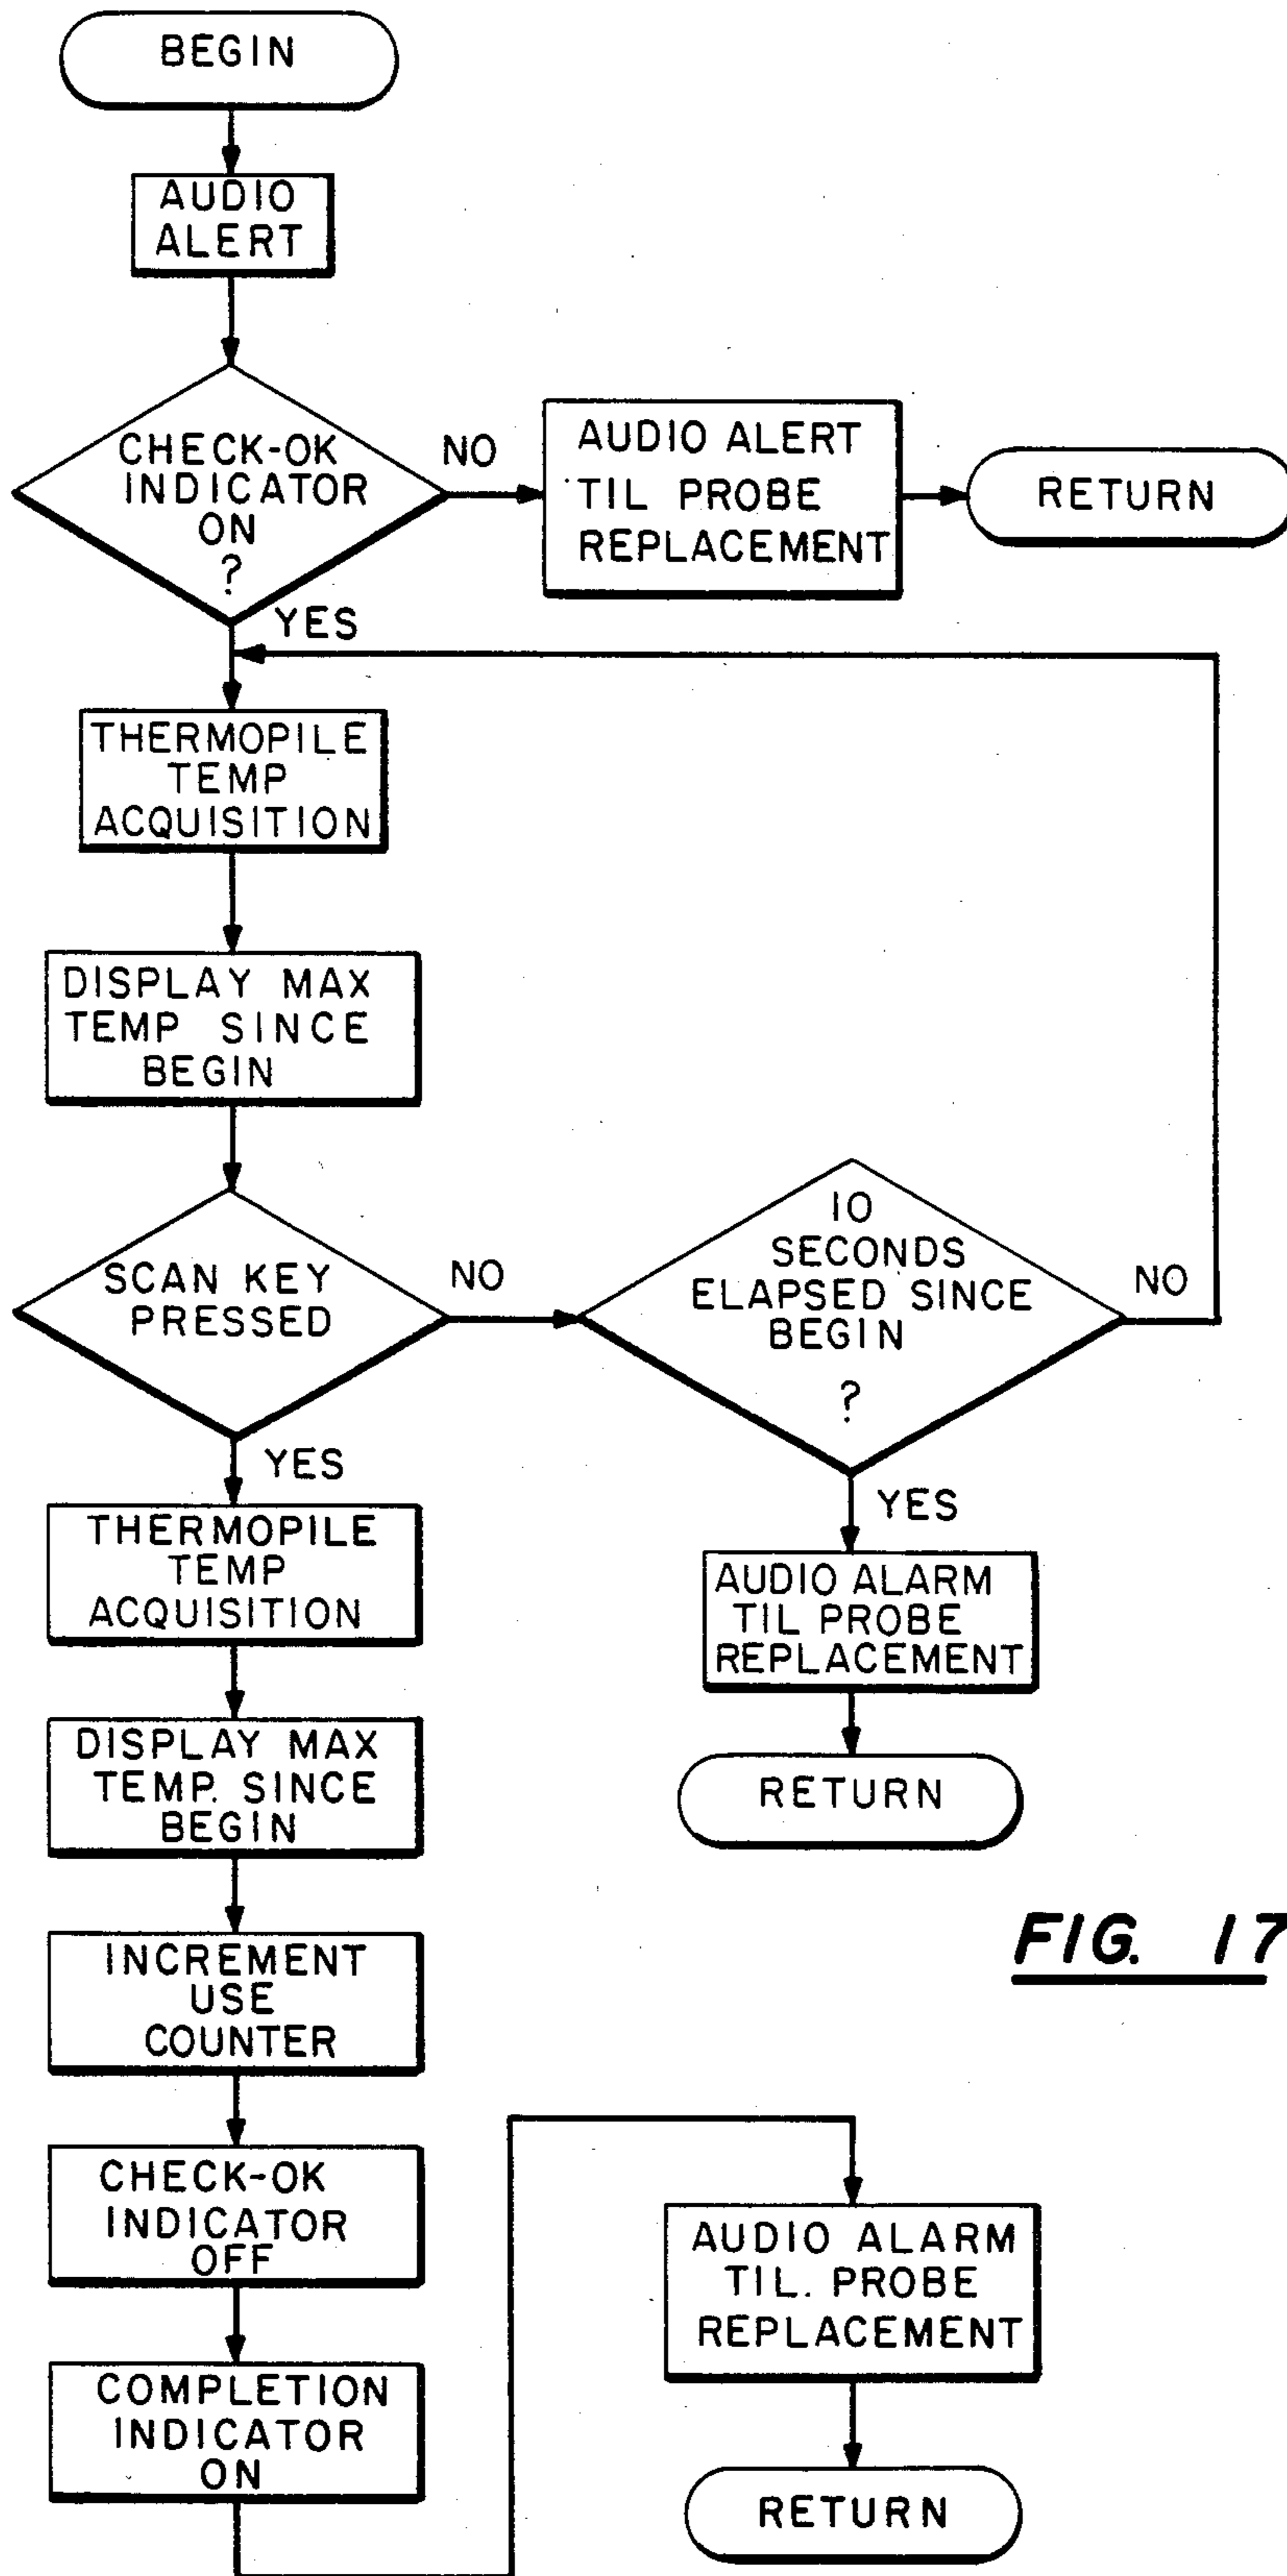 BEGIN
AUDIO
ALERT
CHECK-OK
INDICATOR
ON
?
NO
AUDIO ALERT
TIL PROBE
REPLACEMENT
RETURN
YES
THERMOPILE
TEMP
ACQUISITION
DISPLAY MAX
TEMP SINCE
BEGIN
SCAN KEY
PRESSED
NO
10
SECONDS
ELAPSED SINCE
BEGIN
?
NO
YES
THERMOPILE
TEMP
ACQUISITION
YES
AUDIO ALARM
TIL PROBE
REPLACEMENT
RETURN
DISPLAY MAX
TEMP. SINCE
BEGIN
INCREMENT
USE
COUNTER
FIG. 17
CHECK-OK
INDICATOR
OFF
COMPLETION
INDICATOR
ON
AUDIO ALARM
TIL. PROBE
REPLACEMENT
RETURN